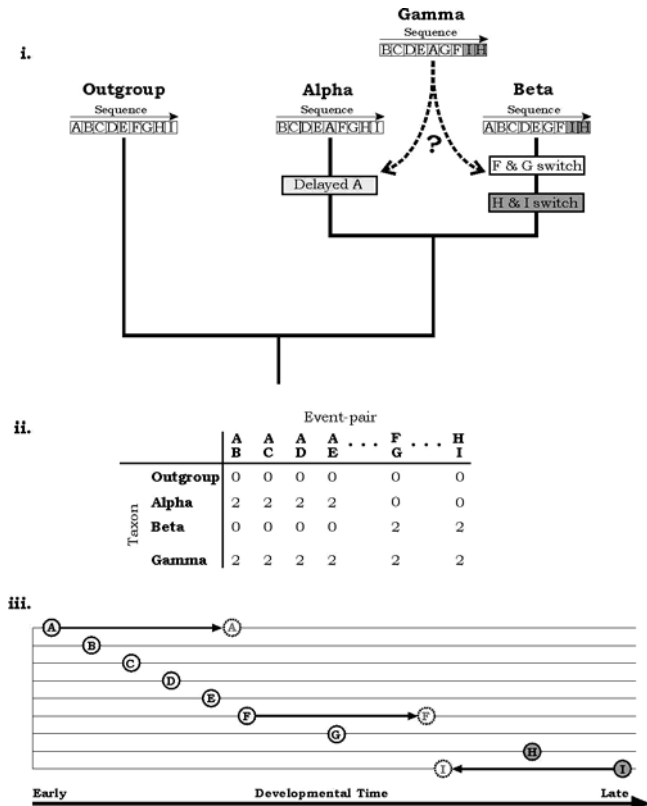 Gamma
BCDEAGFIH
i.
Outgroup
Sequence
ABCDEFGHI
Alpha
Sequence
BCDEAFGHI
Beta
Sequence
ABCDEGFIH
?
F & G switch
Delayed A
H & I switch
ii.
Event-pair
A A A A . . . F . . . H
B C D E G I
Taxon
Outgroup 0 0 0 0 0 0
Alpha 2 2 2 2 0 0
Beta 0 0 0 0 2 2
Gamma 2 2 2 2 2 2
iii.
A A
B
C
D
E
F F
G
H
I I
Early Developmental Time Late